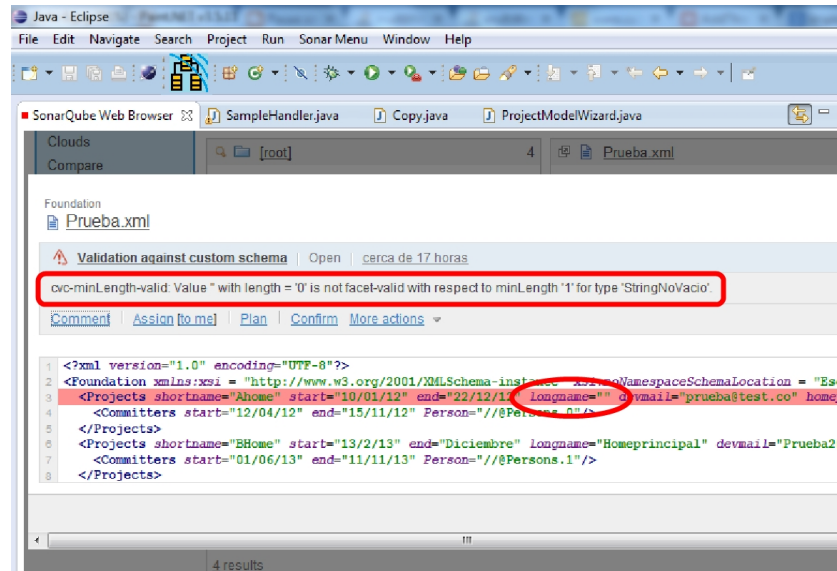 Java - Eclipse
File Edit Navigate Search Project Run Sonar Menu Window Help
SonarQube Web Browser SampleHandler.java Copy.java ProjectModelWizard.java
Clouds
Compare
[root] 4 Prueba.xml
Foundation
Prueba.xml
Validation against custom schema Open cerca de 17 horas
cvc-minLength-valid: Value '' with length = '0' is not facet-valid with respect to minLength '1' for type 'StringNoVacio'.
Comment Assign [to me] Plan Confirm More actions
1 <?xml version="1.0" encoding="UTF-8"?>
2 <Foundation xmlns:xsi = "http://www.w3.org/2001/XMLSchema-instance" xsi:noNamespaceSchemaLocation = "Es
3 <Projects shortname="Ahome" start="10/01/12" end="22/12/12" longname="" devmail="prueba@test.co" home
4 <Committers start="12/04/12" end="15/11/12" Person="//@Persons.0"/>
5 </Projects>
6 <Projects shortname="BHome" start="13/2/13" end="Diciembre" longname="Homeprincipal" devmail="Prueba2
7 <Committers start="01/06/13" end="11/11/13" Person="//@Persons.1"/>
8 </Projects>
4 results